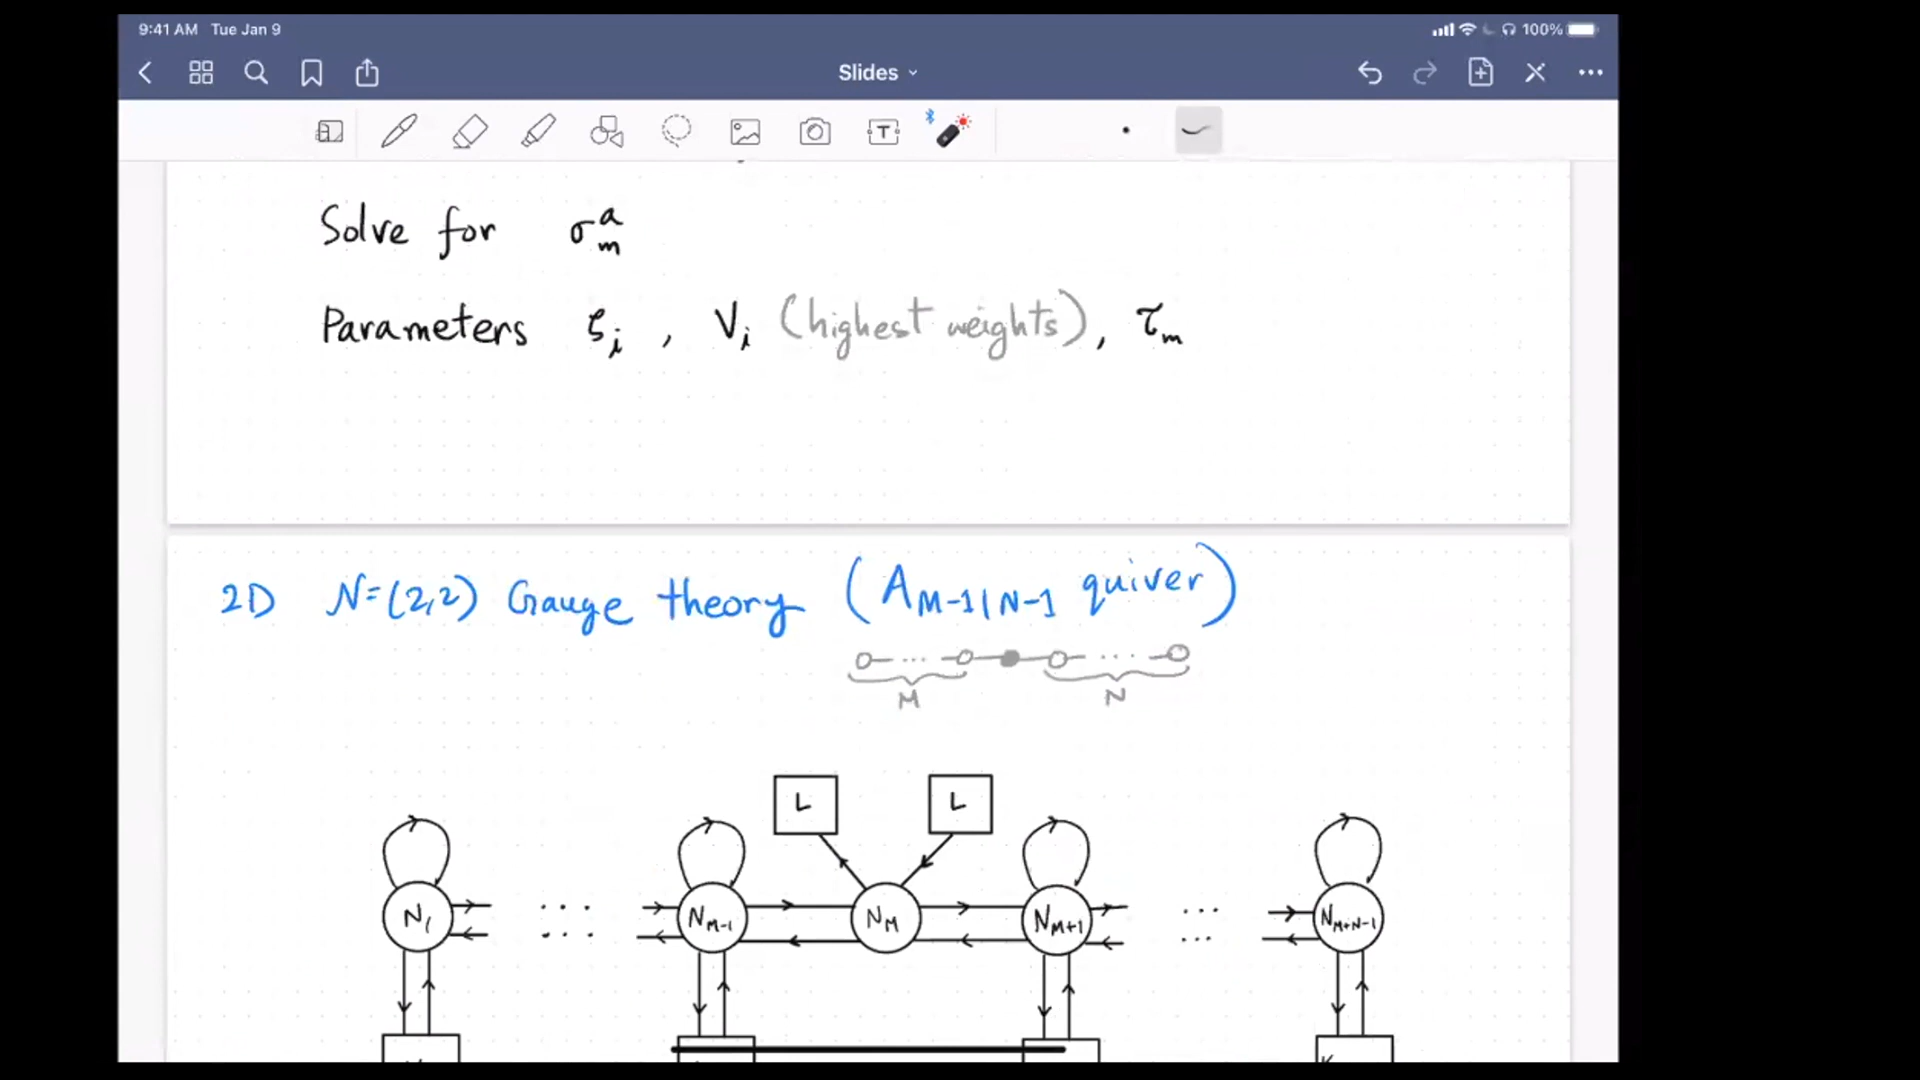 9:41 AM Tue Jan 9 100%
Slides
T
Solve for σ_m^a
Parameters ζ_i , V_i (highest weights), τ_m
2D N=(2,2) Gauge theory (A_{M-1|N-1} quiver)
M N
L L
N_1 ... N_{M-1} N_M N_{M+1} ... N_{M+N-1}